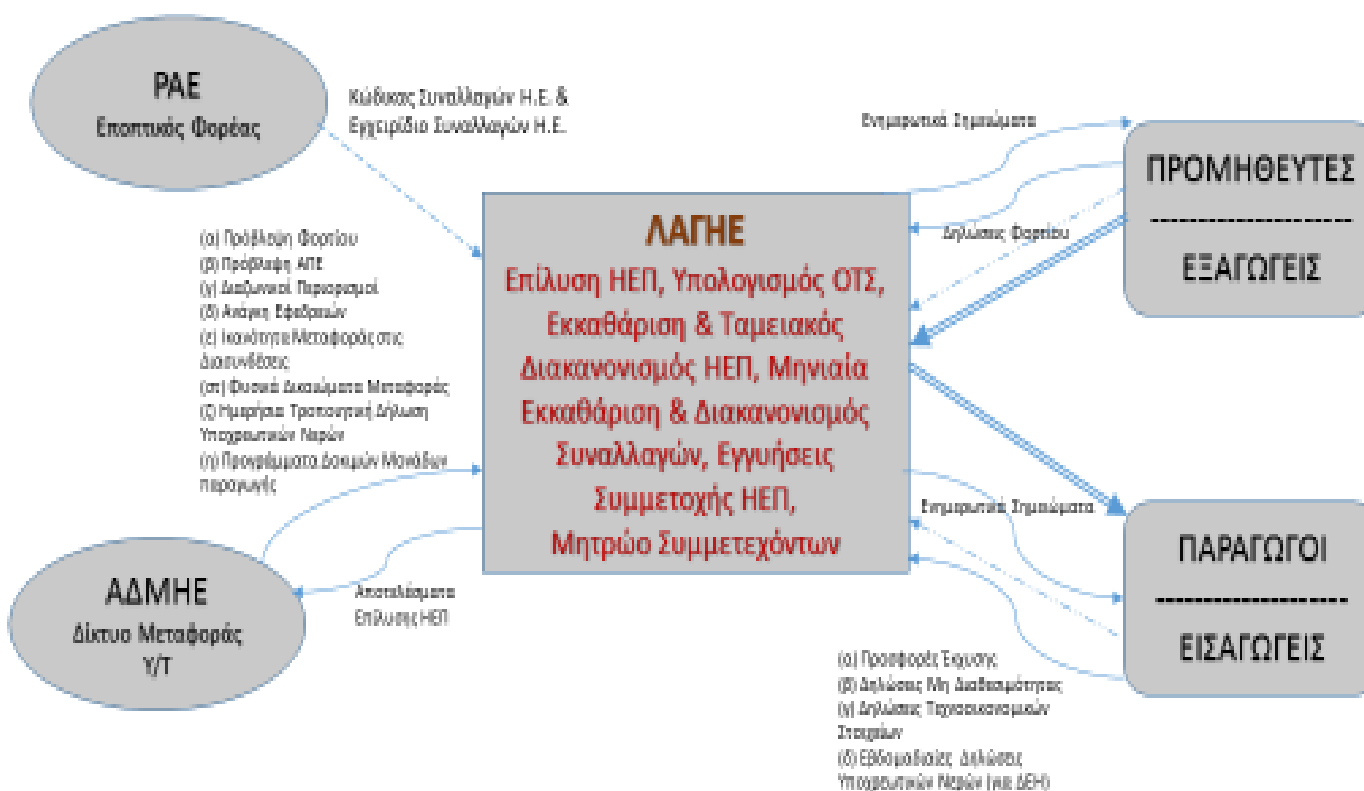 ΡΑΕ
Εποπτικός Φορέας
Κώδικας Συναλλαγών Η.Ε. &
Εγχειρίδιο Συναλλαγών Η.Ε.
Ενημερωτικά Σημειώματα
ΠΡΟΜΗΘΕΥΤΕΣ
ΕΞΑΓΩΓΕΙΣ
Δηλώσεις Φορτίου
(α) Πρόβλεψη Φορτίου
(β) Πρόβλεψη ΑΠΕ
(γ) Διαζωνικοί Περιορισμοί
(δ) Ανάγκη Εφεδρειών
(ε) Ικανότητα Μεταφοράς στις
Διασυνδέσεις
(στ) Φυσικά Δικαιώματα Μεταφοράς
(ζ) Ημερήσια Τροποιητική Δήλωση
Υποχρεωτικών Νερών
(η) Προγράμματα Δοκιμών Μονάδων
παραγωγής
ΛΑΓΗΕ
Επίλυση ΗΕΠ, Υπολογισμός ΟΤΣ,
Εκκαθάριση & Ταμειακός
Διακανονισμός ΗΕΠ, Μηνιαία
Εκκαθάριση & Διακανονισμός
Συναλλαγών, Εγγυήσεις
Συμμετοχής ΗΕΠ,
Μητρώο Συμμετεχόντων
Ενημερωτικά Σημειώματα
ΠΑΡΑΓΩΓΟΙ
ΕΙΣΑΓΩΓΕΙΣ
ΑΔΜΗΕ
Δίκτυο Μεταφοράς
Υ/Τ
Αποτελέσματα
Επίλυσης ΗΕΠ
(α) Προσφορές Έγχυσης
(β) Δηλώσεις Μη Διαθεσιμότητας
(γ) Δηλώσεις Τεχνοοικονομικών
Στοιχείων
(δ) Εβδομαδιαίες Δηλώσεις
Υποχρεωτικών Νερών (για ΔΕΗ)